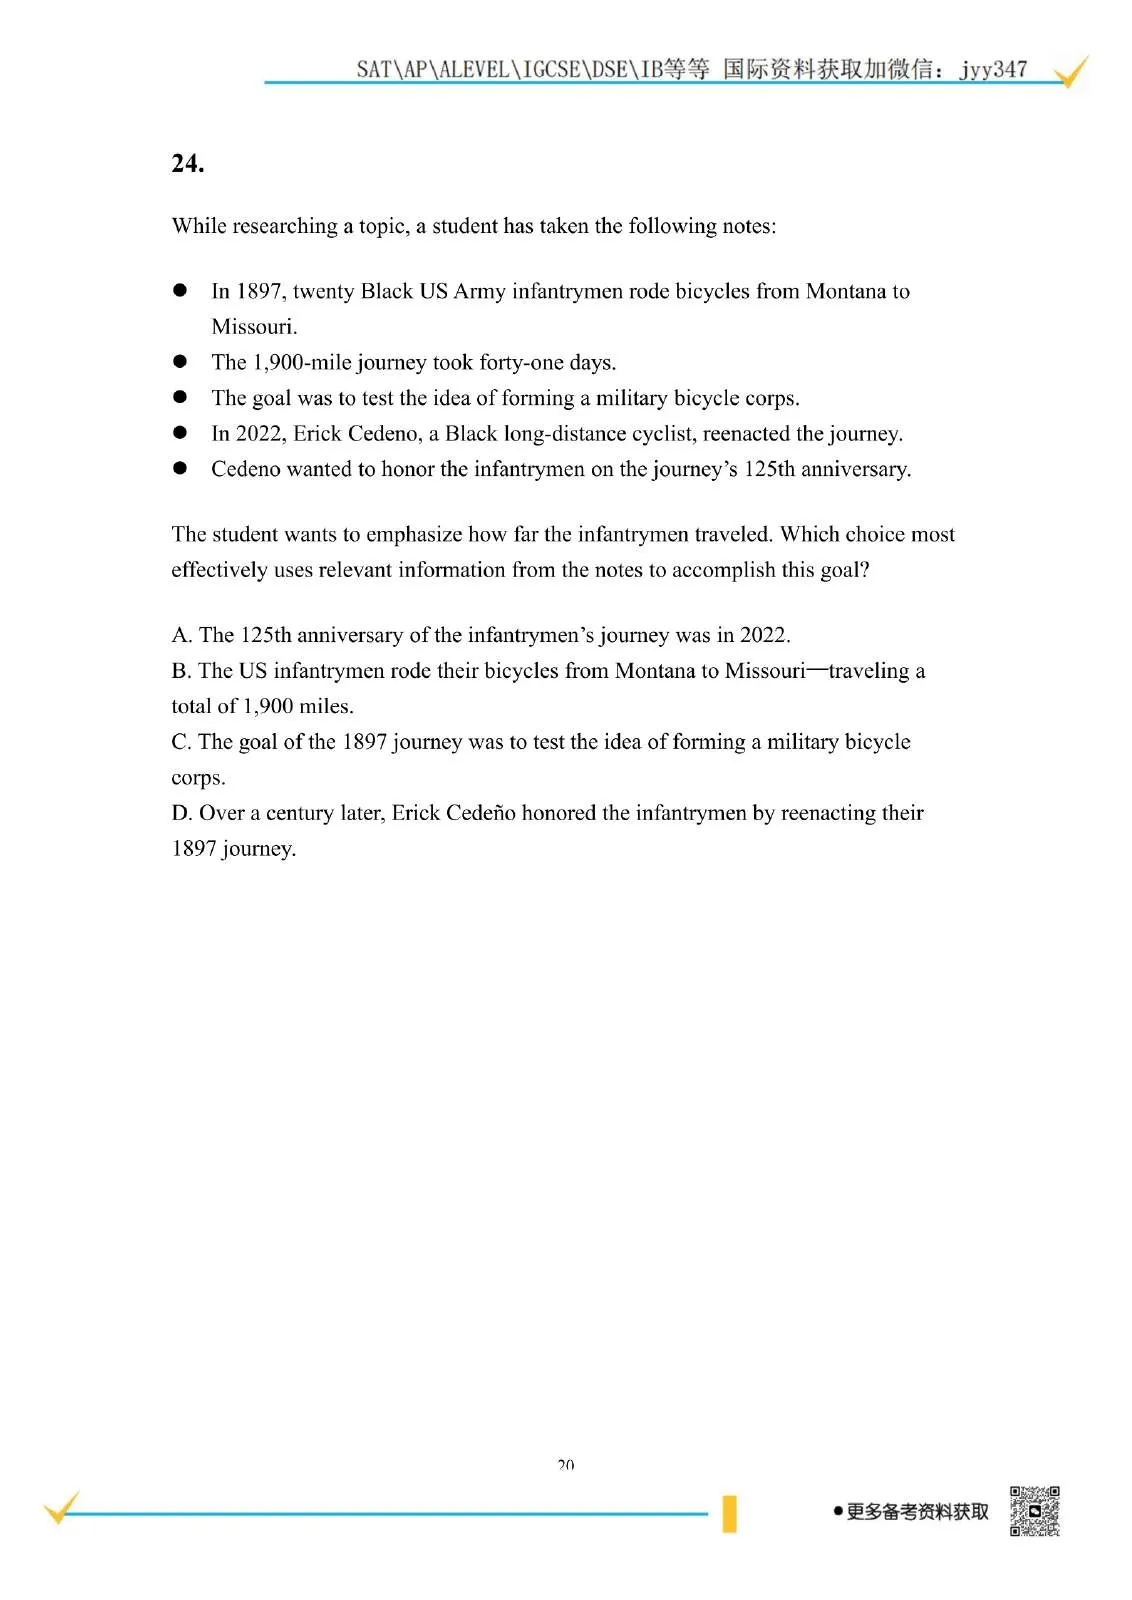 SAT\AP\ALEVEL\IGCSE\DSE\IB等等 国际资料获取加微信: jyy347
24.
While researching a topic, a student has taken the following notes:
● In 1897, twenty Black US Army infantrymen rode bicycles from Montana to
Missouri.
● The 1,900-mile journey took forty-one days.
● The goal was to test the idea of forming a military bicycle corps.
● In 2022, Erick Cedeno, a Black long-distance cyclist, reenacted the journey.
● Cedeno wanted to honor the infantrymen on the journey’s 125th anniversary.
The student wants to emphasize how far the infantrymen traveled. Which choice most
effectively uses relevant information from the notes to accomplish this goal?
A. The 125th anniversary of the infantrymen’s journey was in 2022.
B. The US infantrymen rode their bicycles from Montana to Missouri—traveling a
total of 1,900 miles.
C. The goal of the 1897 journey was to test the idea of forming a military bicycle
corps.
D. Over a century later, Erick Cedeño honored the infantrymen by reenacting their
1897 journey.
20
●更多备考资料获取